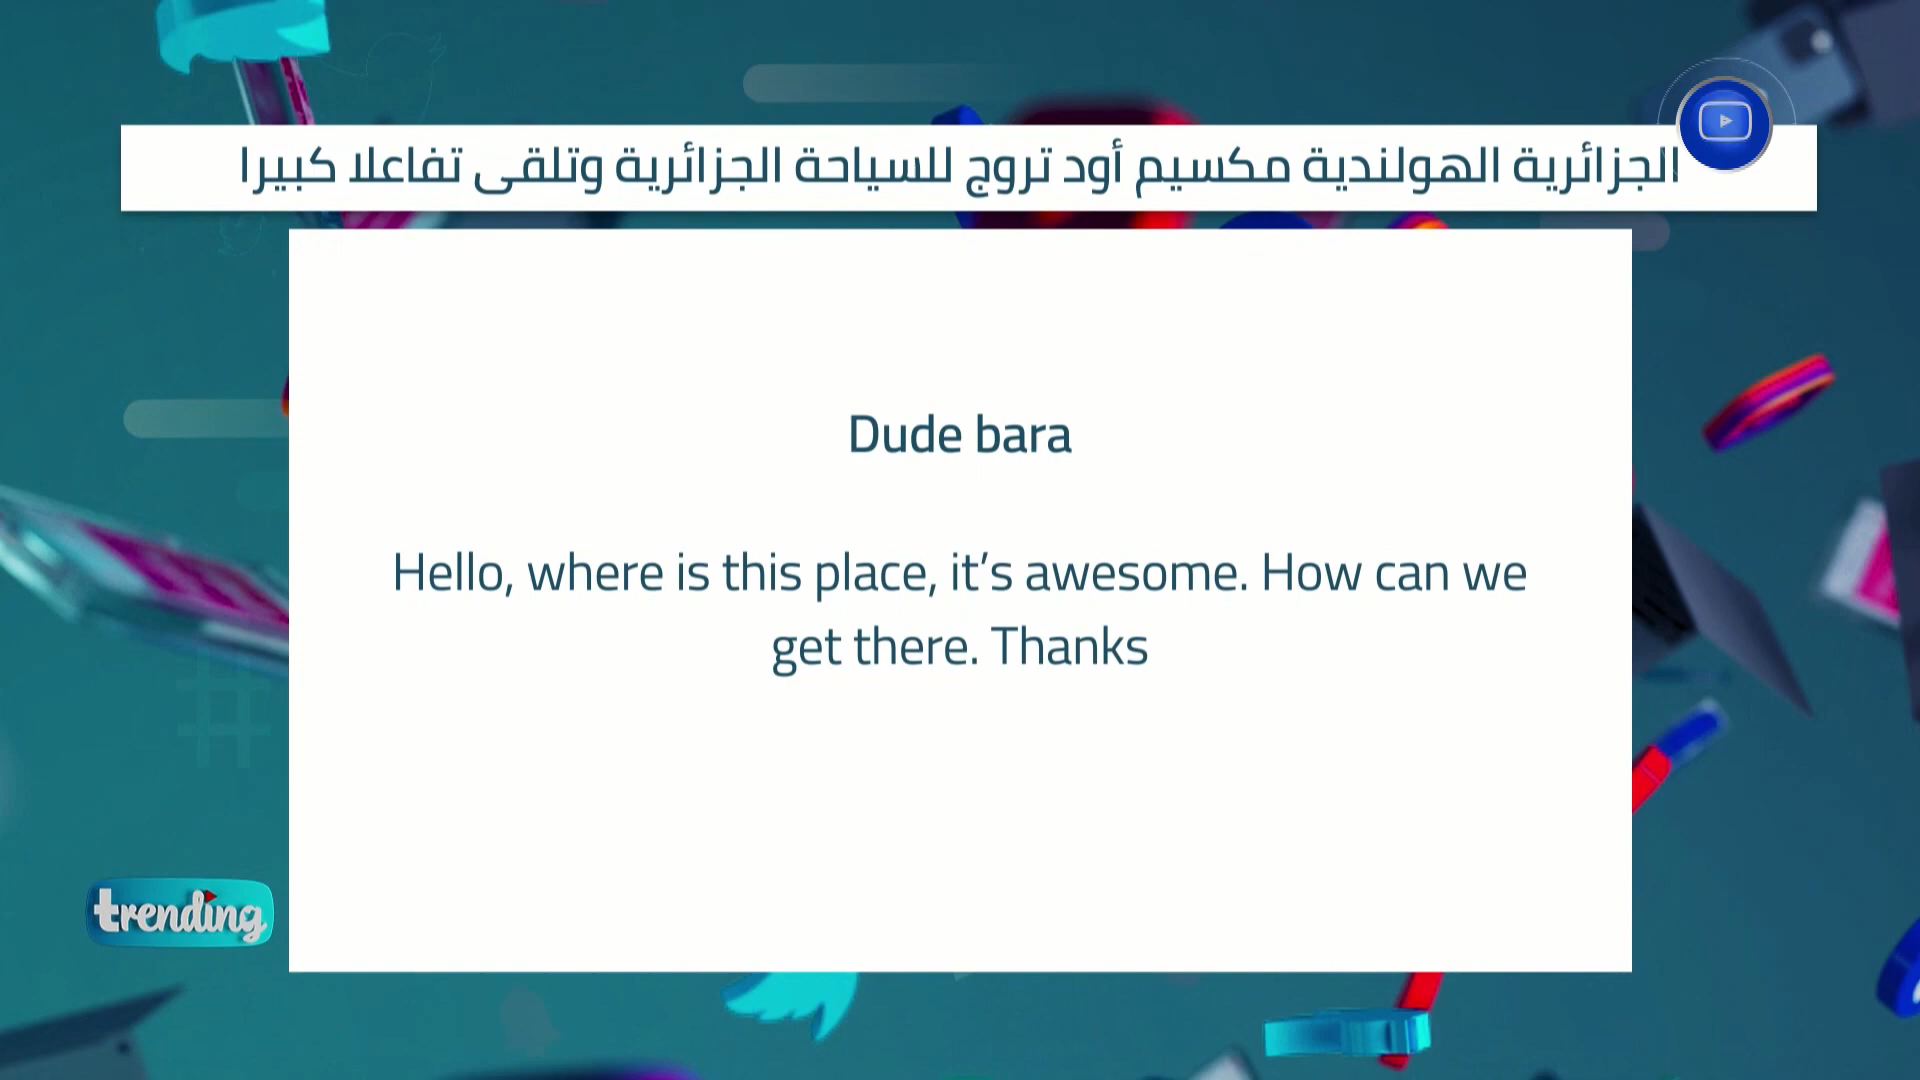 الجزائرية الهولندية مكسيم أود تروج للسياحة الجزائرية وتلقى تفاعلا كبيرا
Dude bara
Hello, where is this place, it’s awesome. How can we
get there. Thanks
trending